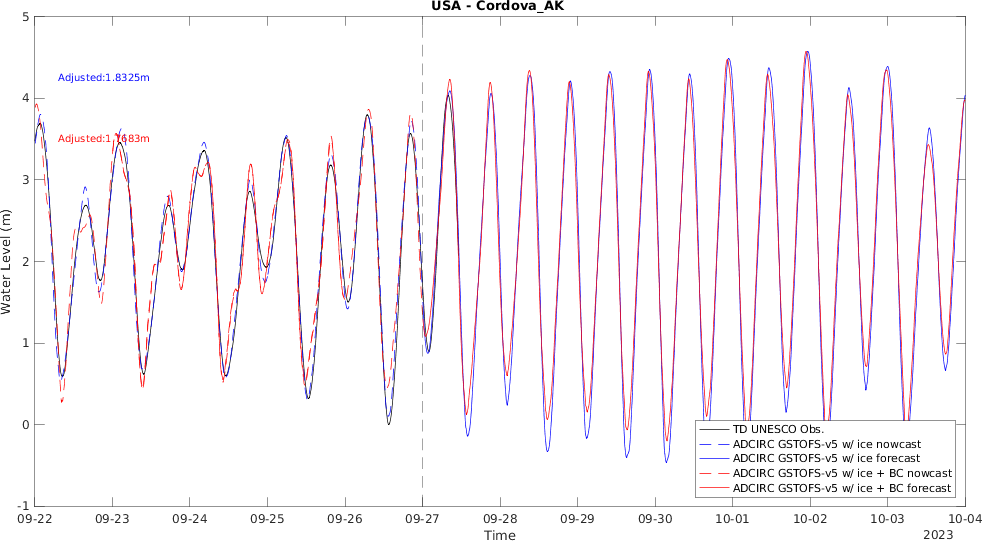 USA - Cordova_AK
5
4
3
2
1
0
-1
Water Level (m)
Adjusted:1.8325m
Adjusted:1.7683m
TD UNESCO Obs.
ADCIRC GSTOFS-v5 w/ ice nowcast
ADCIRC GSTOFS-v5 w/ ice forecast
ADCIRC GSTOFS-v5 w/ ice + BC nowcast
ADCIRC GSTOFS-v5 w/ ice + BC forecast
09-22 09-23 09-24 09-25 09-26 09-27 09-28 09-29 09-30 10-01 10-02 10-03 10-04
Time
2023